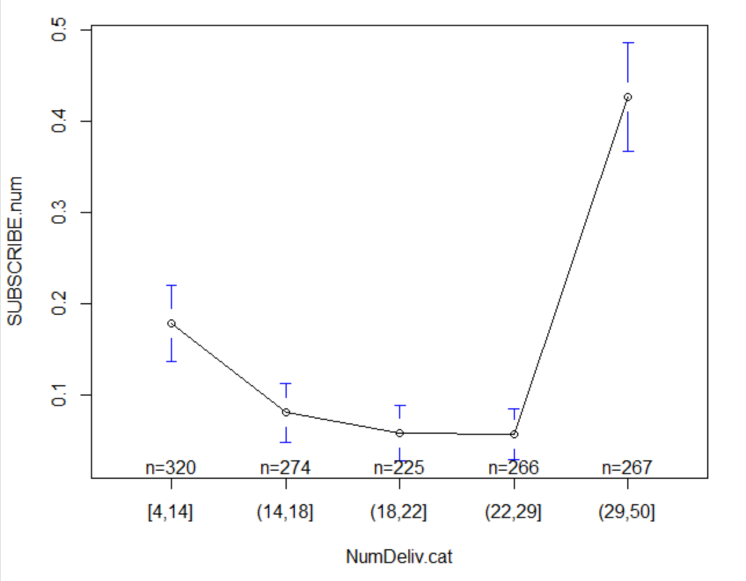 0.5
0.4
0.3
0.2
0.1
SUBSCRIBE.num
n=320 n=274 n=225 n=266 n=267
[4,14] (14,18] (18,22] (22,29] (29,50]
NumDeliv.cat